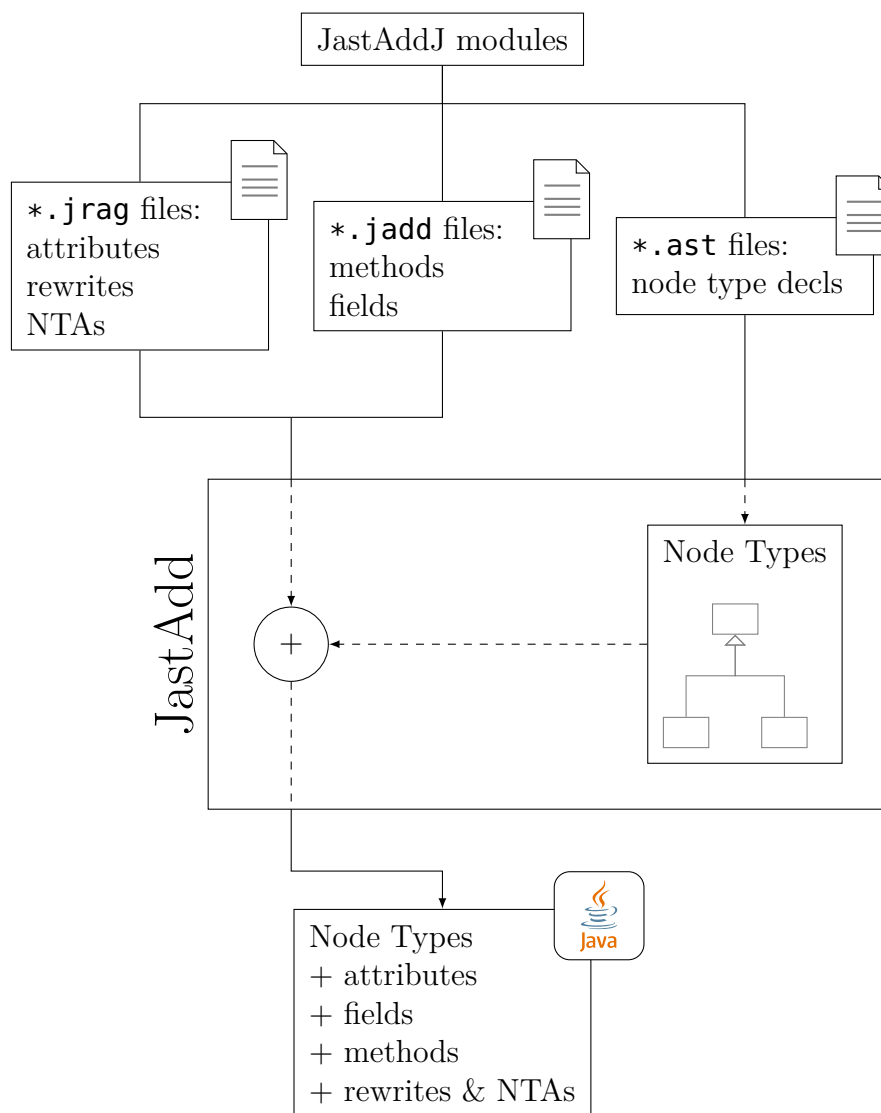 JastAddJ modules
*.jrag files:
attributes
rewrites
NTAs
*.jadd files:
methods
fields
*.ast files:
node type decls
JastAdd
Node Types
+
Java
Node Types
+ attributes
+ fields
+ methods
+ rewrites & NTAs